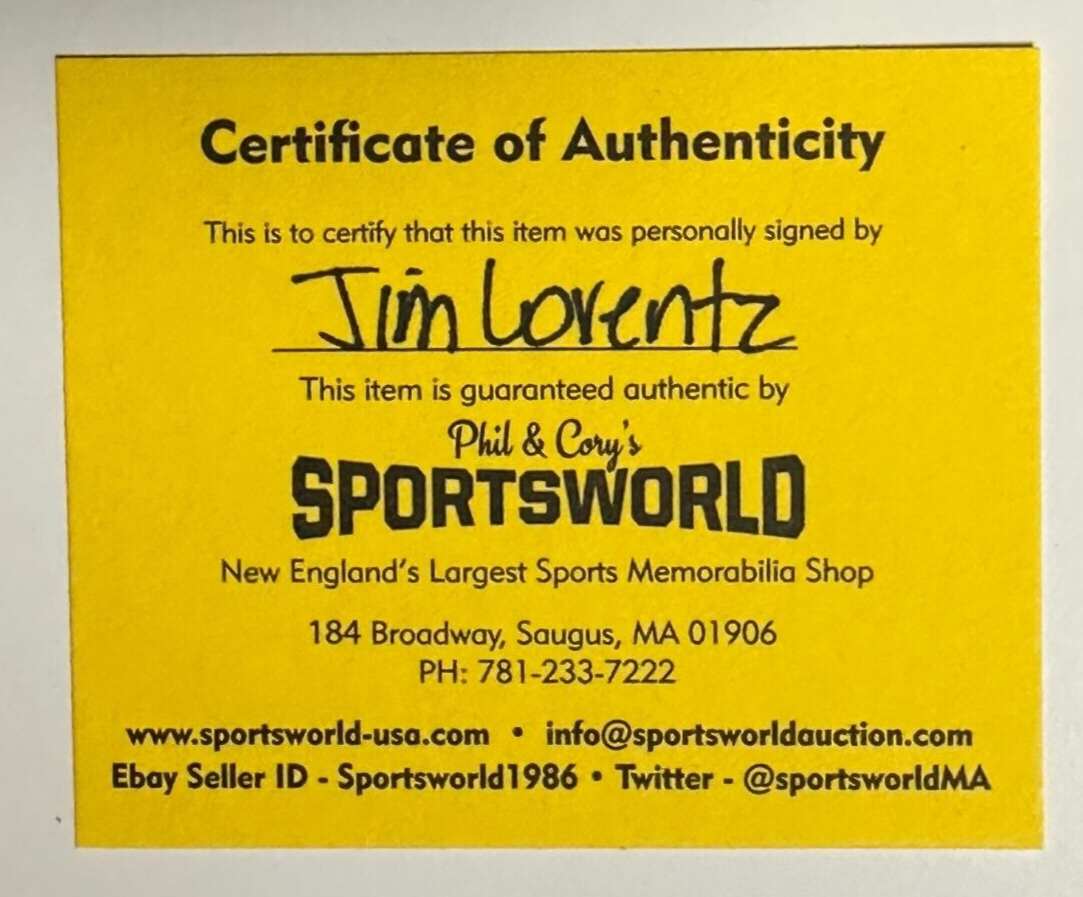 Certificate of Authenticity
This is to certify that this item was personally signed by
Jim Lorentz
This item is guaranteed authentic by
Phil & Cory's
SPORTSWORLD
New England's Largest Sports Memorabilia Shop
184 Broadway, Saugus, MA 01906
PH: 781-233-7222
www.sportsworld-usa.com • info@sportsworldauction.com
Ebay Seller ID - Sportsworld1986 • Twitter - @sportsworldMA